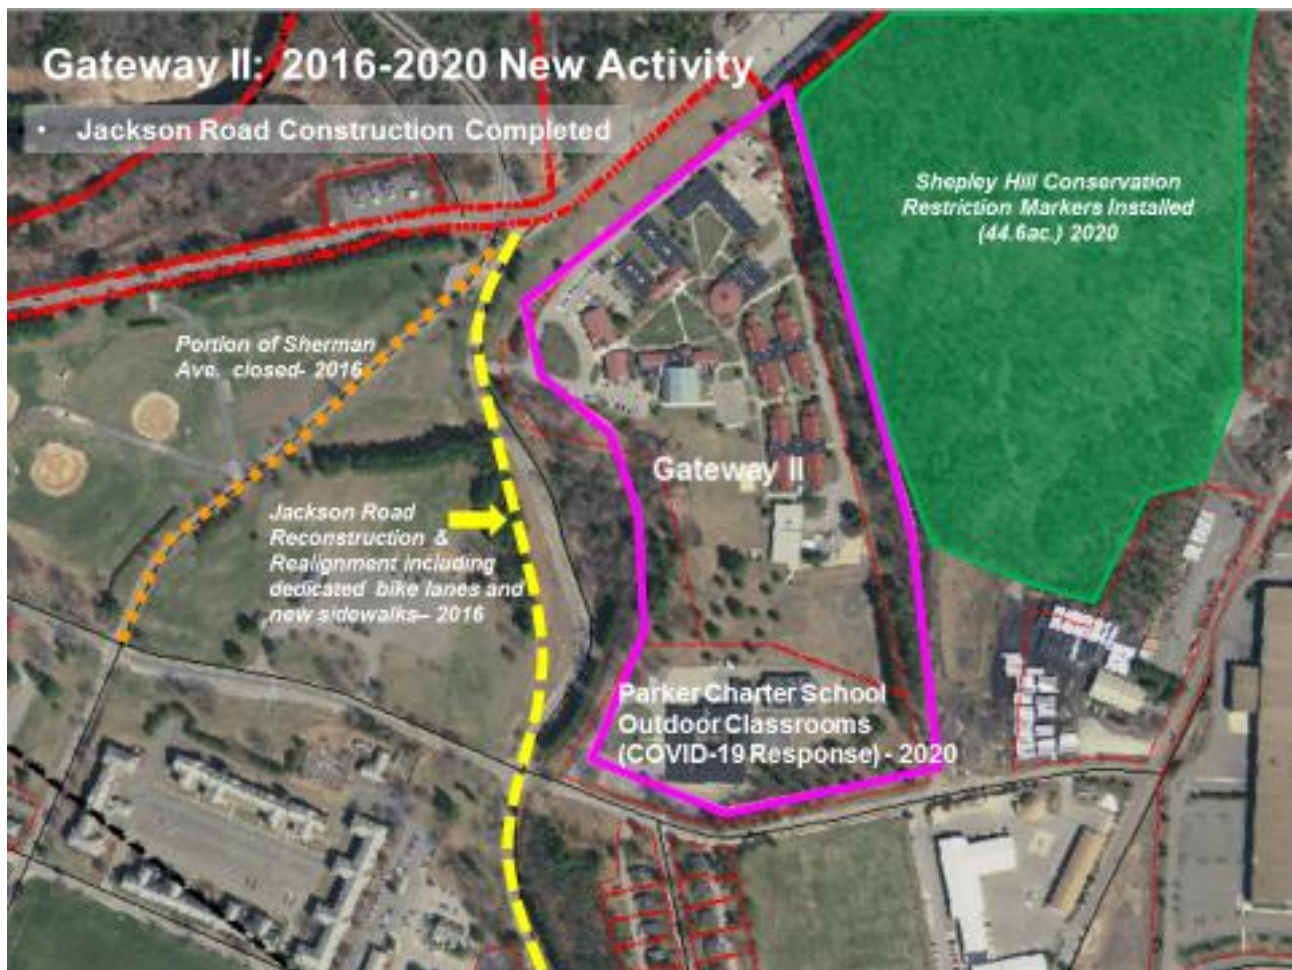 Gateway II: 2016-2020 New Activity
• Jackson Road Construction Completed
Shepley Hill Conservation
Restriction Markers Installed
(44.6ac.) 2020
Portion of Sherman
Ave. closed- 2016
Gateway II
Jackson Road
Reconstruction &
Realignment including
dedicated bike lanes and
new sidewalks– 2016
Parker Charter School
Outdoor Classrooms
(COVID-19 Response) - 2020